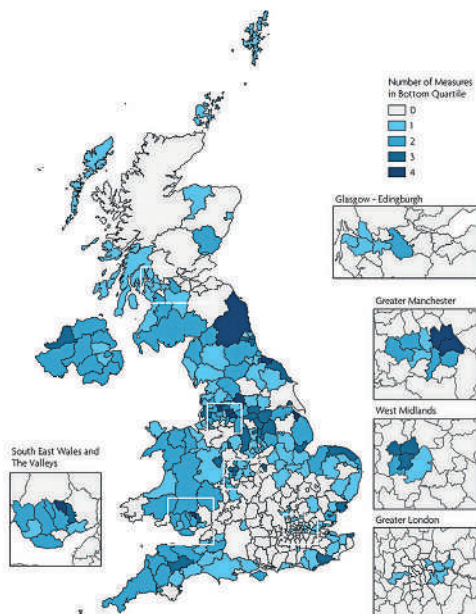 Number of Measures
in Bottom Quartile
0
1
2
3
4
Glasgow - Edingburgh
Greater Manchester
West Midlands
South East Wales and
The Valleys
Greater London